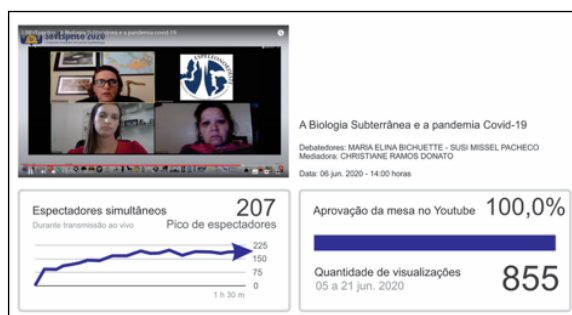 SBVEspeleo 2020
A Biologia Subterrânea e a pandemia Covid-19
Debatedores: MARIA ELINA BICHUETTE - SUSI MISSEL PACHECO
Mediadora: CHRISTIANE RAMOS DONATO
Data: 06 jun. 2020 - 14:00 horas
Espectadores simultâneos
207
Durante transmissão ao vivo
Pico de espectadores
225
150
75
0
1 h 30 m
Aprovação da mesa no Youtube
100,0%
Quantidade de visualizações
05 a 21 jun. 2020
855